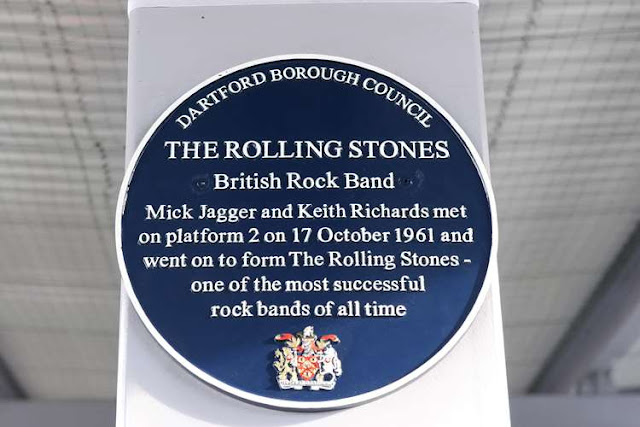 DARTFORD BOROUGH COUNCIL
THE ROLLING STONES
British Rock Band
Mick Jagger and Keith Richards met
on platform 2 on 17 October 1961 and
went on to form The Rolling Stones -
one of the most successful
rock bands of all time